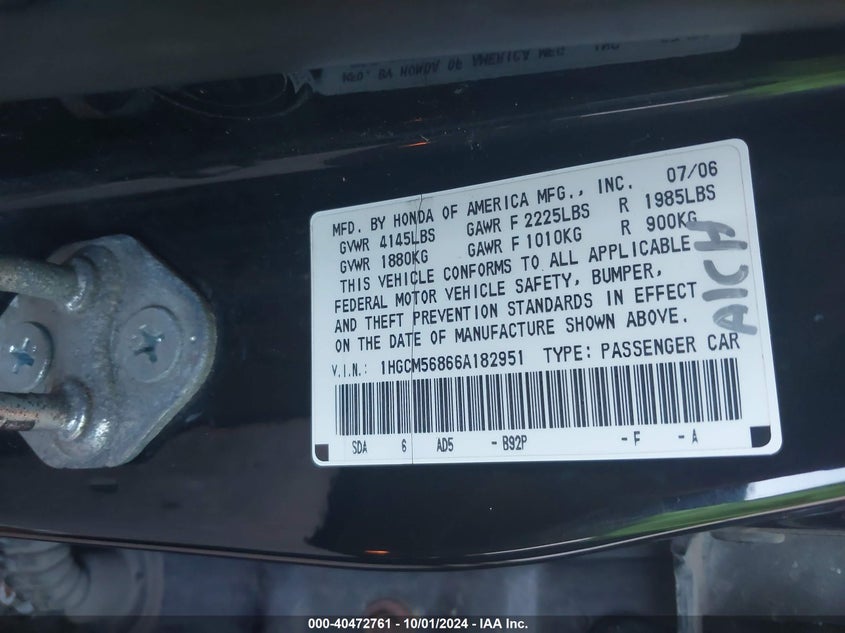 MFD. BY HONDA OF AMERICA MFG., INC. 07/06
GVWR 4145LBS GAWR F 2225LBS R 1985LBS
GVWR 1880KG GAWR F 1010KG R 900KG
THIS VEHICLE CONFORMS TO ALL APPLICABLE
FEDERAL MOTOR VEHICLE SAFETY, BUMPER,
AND THEFT PREVENTION STANDARDS IN EFFECT
ON THE DATE OF MANUFACTURE SHOWN ABOVE.
V.I.N.: 1HGCM56866A182951 TYPE: PASSENGER CAR
SDA 6 AD5 -B92P -F -A
AICH
000-40472761 - 10/01/2024 - IAA Inc.